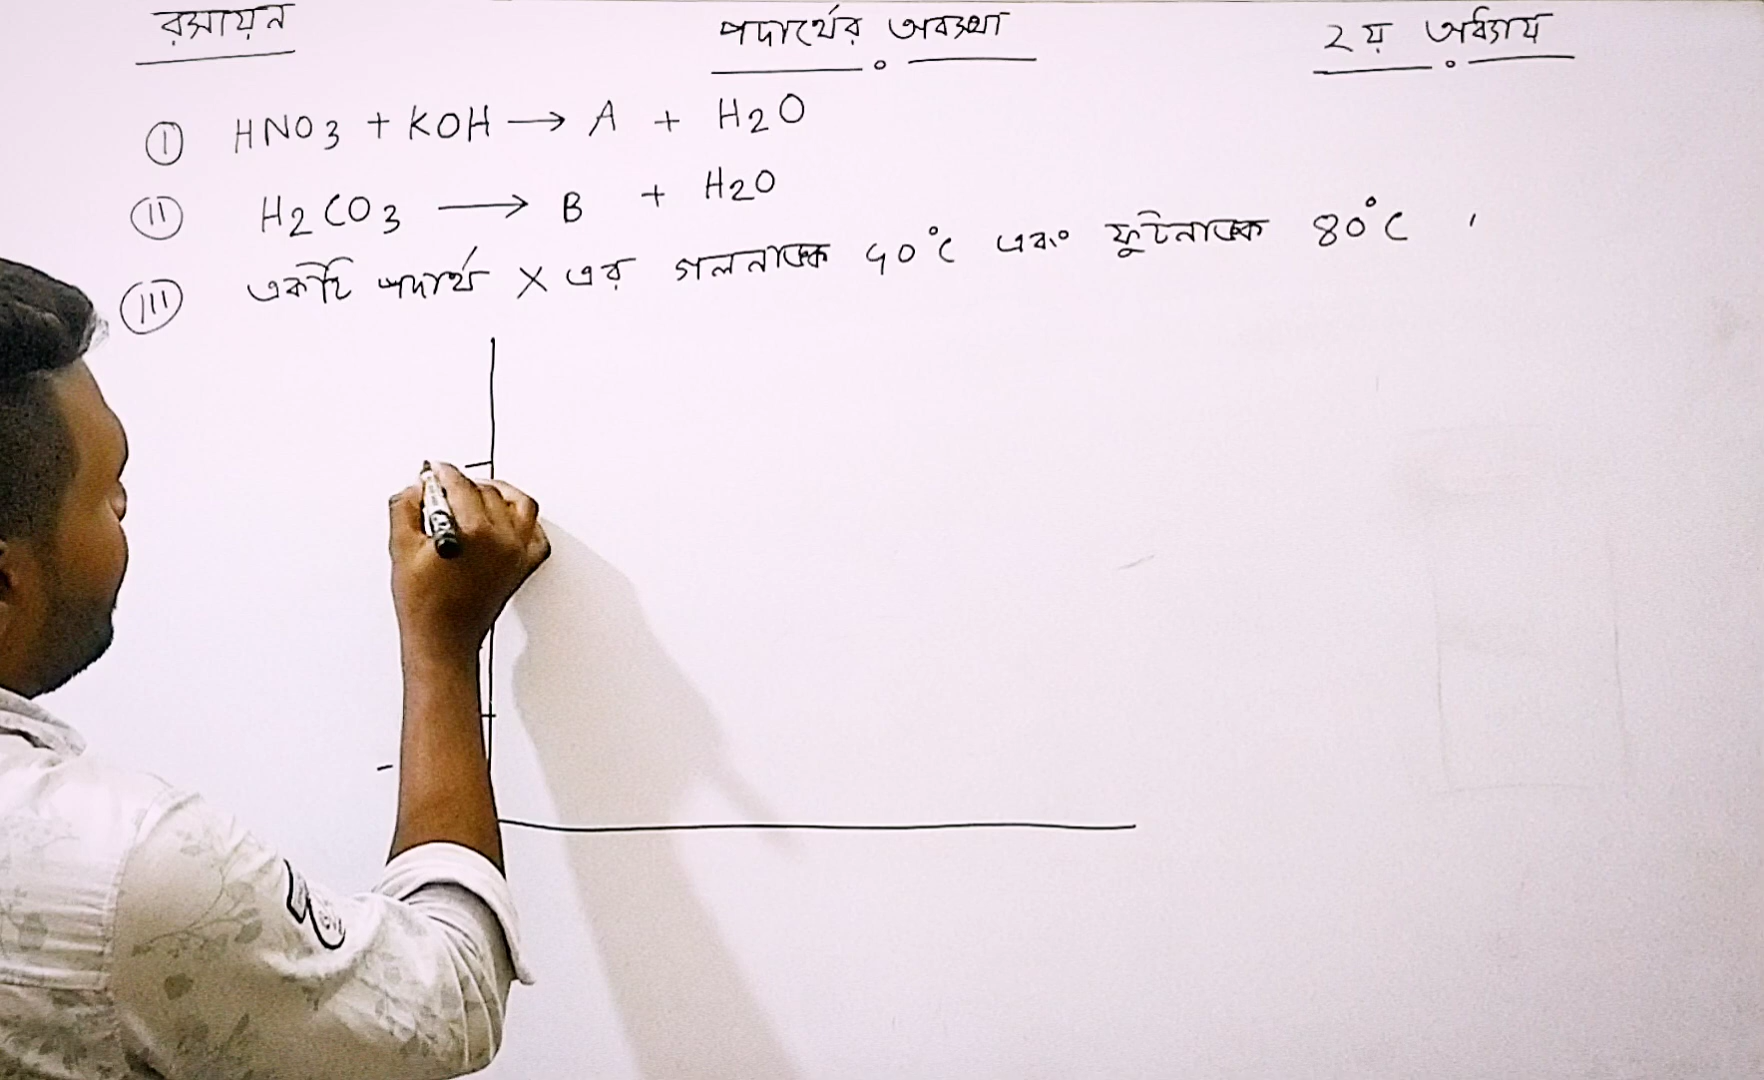 রসায়ন পদার্থের অবস্থা ২য় অধ্যায়
I HNO3 + KOH → A + H2O
II H2CO3 → B + H2O
III একটি পদার্থ X এর গলনাঙ্ক 50°C এবং স্ফুটনাঙ্ক 80°C ,